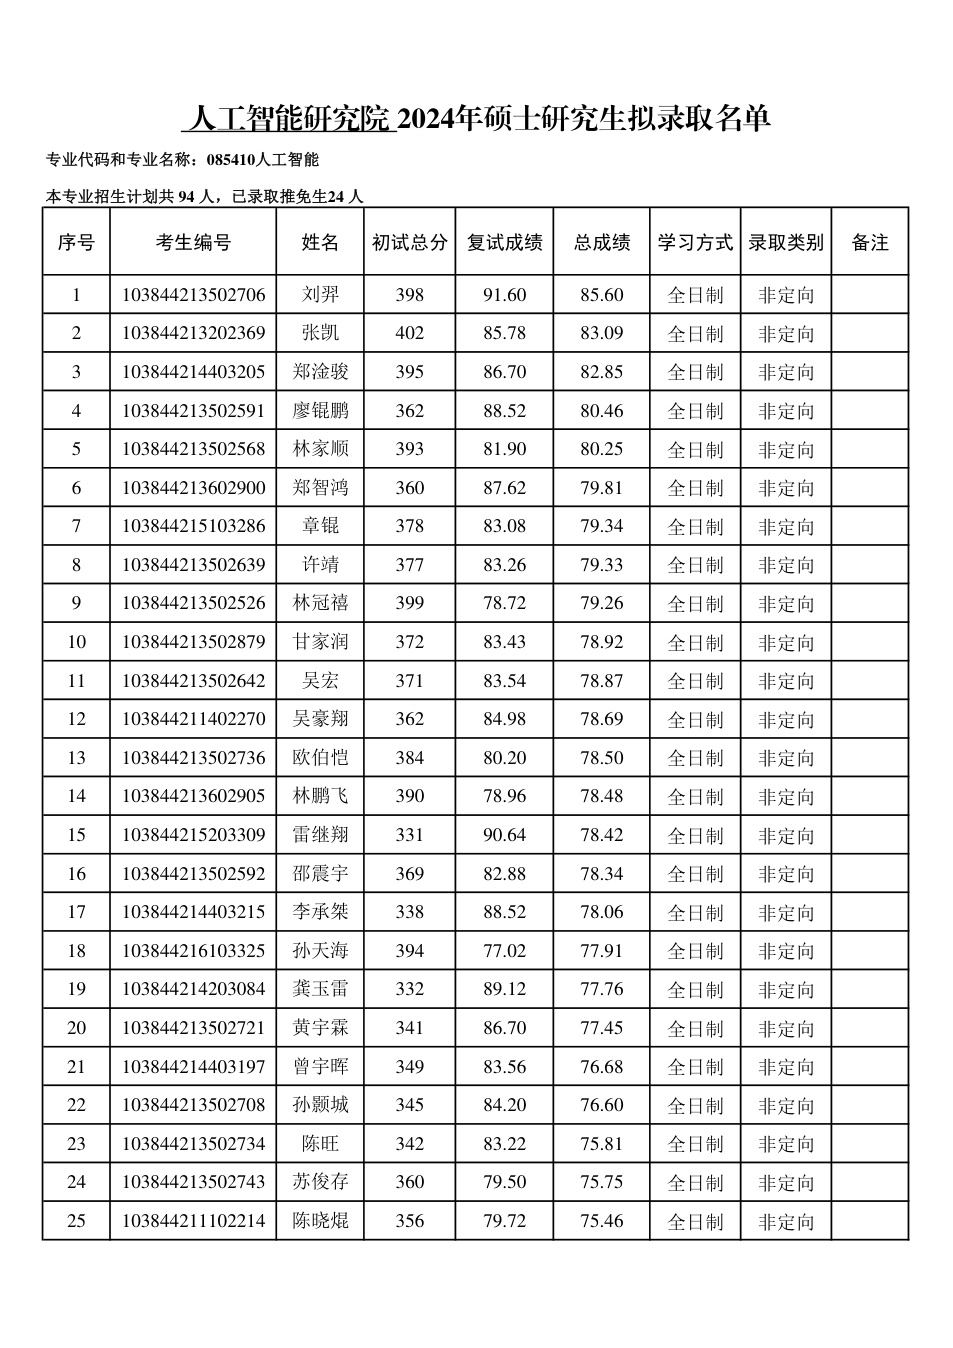 人工智能研究院 2024年硕士研究生拟录取名单
专业代码和专业名称：085410人工智能
本专业招生计划共 94 人，已录取推免生24 人
序号 考生编号 姓名 初试总分 复试成绩 总成绩 学习方式 录取类别 备注
1 103844213502706 刘羿 398 91.60 85.60 全日制 非定向
2 103844213202369 张凯 402 85.78 83.09 全日制 非定向
3 103844214403205 郑淦骏 395 86.70 82.85 全日制 非定向
4 103844213502591 廖锟鹏 362 88.52 80.46 全日制 非定向
5 103844213502568 林家顺 393 81.90 80.25 全日制 非定向
6 103844213602900 郑智鸿 360 87.62 79.81 全日制 非定向
7 103844215103286 章锟 378 83.08 79.34 全日制 非定向
8 103844213502639 许靖 377 83.26 79.33 全日制 非定向
9 103844213502526 林冠禧 399 78.72 79.26 全日制 非定向
10 103844213502879 甘家润 372 83.43 78.92 全日制 非定向
11 103844213502642 吴宏 371 83.54 78.87 全日制 非定向
12 103844211402270 吴豪翔 362 84.98 78.69 全日制 非定向
13 103844213502736 欧伯恺 384 80.20 78.50 全日制 非定向
14 103844213602905 林鹏飞 390 78.96 78.48 全日制 非定向
15 103844215203309 雷继翔 331 90.64 78.42 全日制 非定向
16 103844213502592 邵震宇 369 82.88 78.34 全日制 非定向
17 103844214403215 李承桀 338 88.52 78.06 全日制 非定向
18 103844216103325 孙天海 394 77.02 77.91 全日制 非定向
19 103844214203084 龚玉雷 332 89.12 77.76 全日制 非定向
20 103844213502721 黄宇霖 341 86.70 77.45 全日制 非定向
21 103844214403197 曾宇晖 349 83.56 76.68 全日制 非定向
22 103844213502708 孙颢城 345 84.20 76.60 全日制 非定向
23 103844213502734 陈旺 342 83.22 75.81 全日制 非定向
24 103844213502743 苏俊存 360 79.50 75.75 全日制 非定向
25 103844211102214 陈晓焜 356 79.72 75.46 全日制 非定向